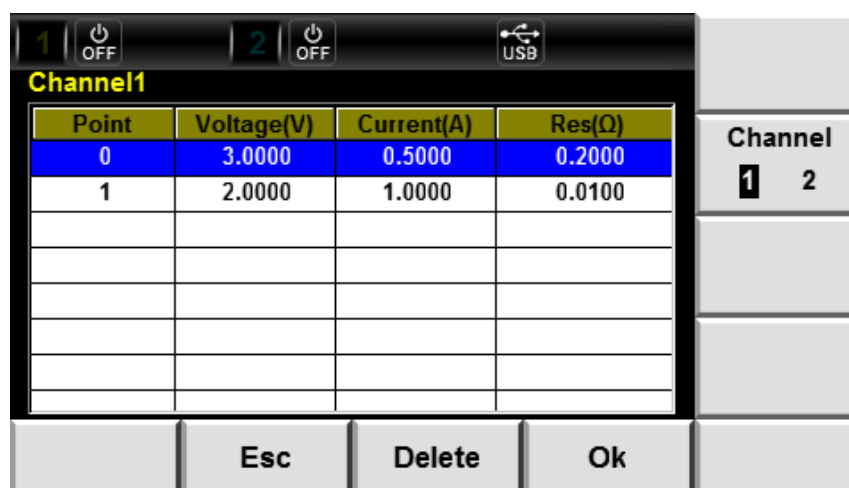 1 OFF 2 OFF USB
Channel1
Point Voltage(V) Current(A) Res(Ω)
0 3.0000 0.5000 0.2000
1 2.0000 1.0000 0.0100
Channel
1 2
Esc Delete Ok